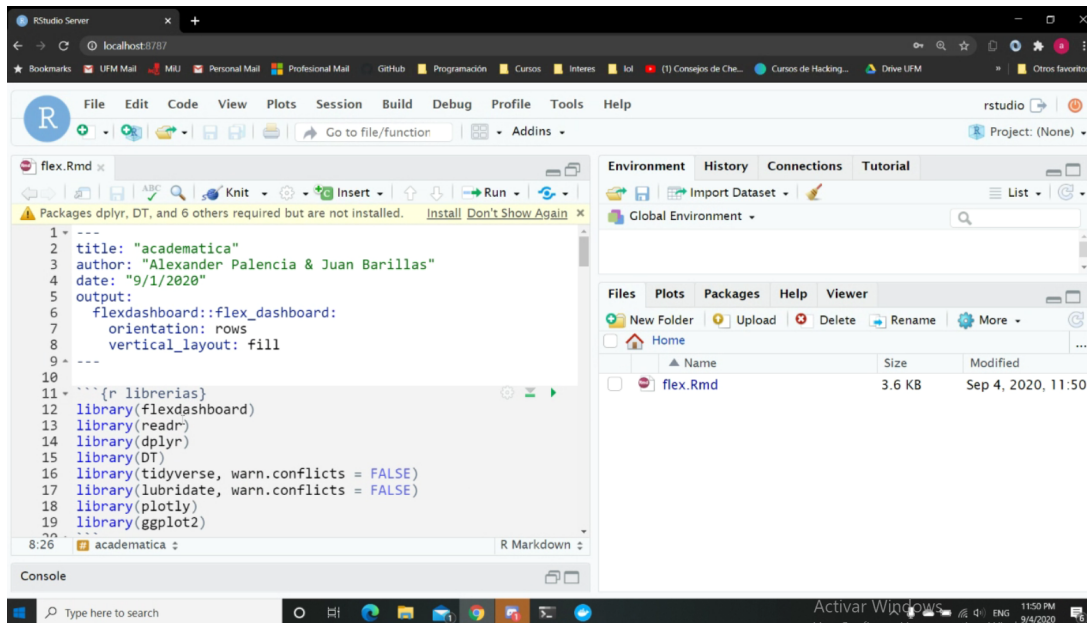 RStudio Server
localhost:8787
Bookmarks UFM Mail MiU Personal Mail Profesional Mail GitHub Programación Cursos Interes lol (1) Consejos de Che... Cursos de Hacking... Drive UFM » Otros favoritos
R File Edit Code View Plots Session Build Debug Profile Tools Help rstudio
Go to file/function Addins Project: (None)
flex.Rmd
Knit Insert Run
Packages dplyr, DT, and 6 others required but are not installed. Install Don't Show Again
1 ---
2 title: "academatica"
3 author: "Alexander Palencia & Juan Barillas"
4 date: "9/1/2020"
5 output:
6 flexdashboard::flex_dashboard:
7 orientation: rows
8 vertical_layout: fill
9 ---
10
11 ```{r librerias}
12 library(flexdashboard)
13 library(readr)
14 library(dplyr)
15 library(DT)
16 library(tidyverse, warn.conflicts = FALSE)
17 library(lubridate, warn.conflicts = FALSE)
18 library(plotly)
19 library(ggplot2)
20 ```
8:26 academatica R Markdown
Console
Environment History Connections Tutorial
Import Dataset List
Global Environment
Files Plots Packages Help Viewer
New Folder Upload Delete Rename More
Home ...
Name Size Modified
flex.Rmd 3.6 KB Sep 4, 2020, 11:50
Activar Windows
Type here to search ENG 11:50 PM
9/4/2020